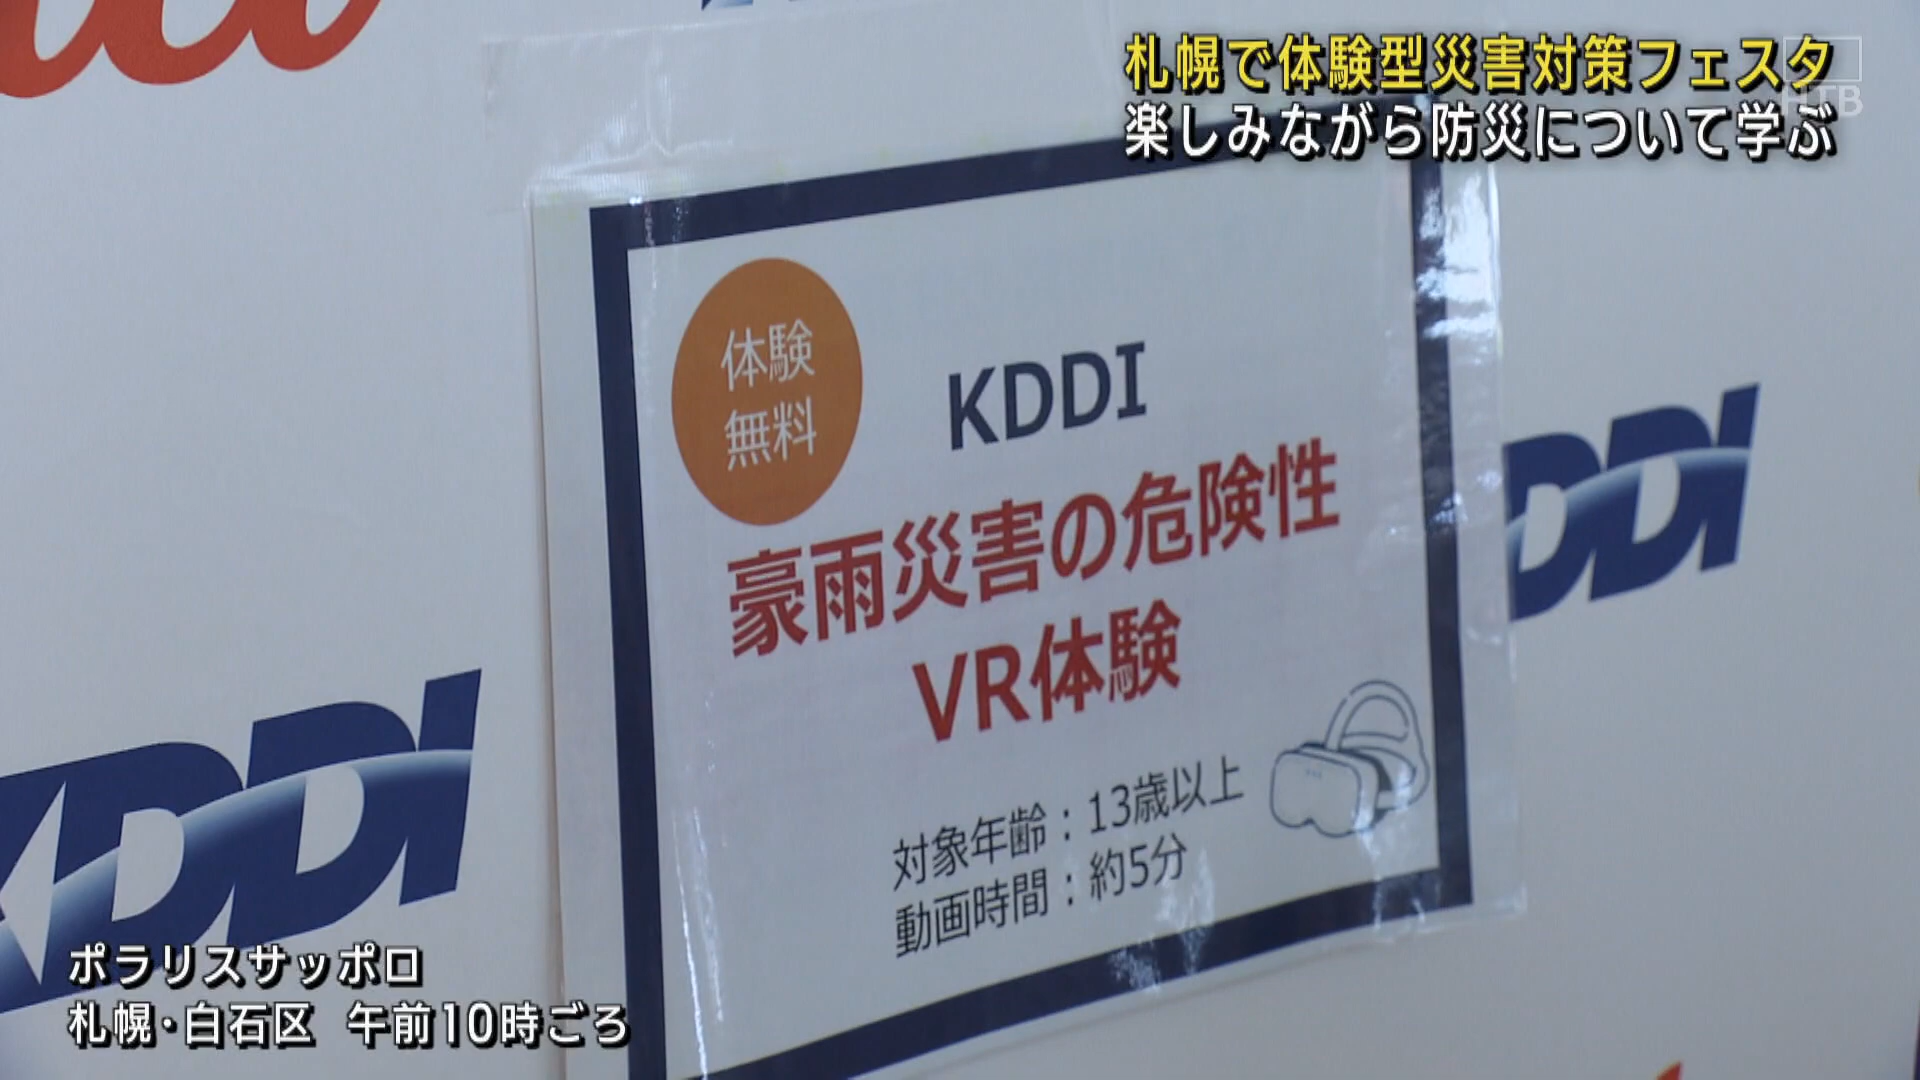 札幌で体験型災害対策フェスタ
楽しみながら防災について学ぶ
HTB
体験
無料
KDDI
豪雨災害の危険性
VR体験
対象年齢：13歳以上
動画時間：約5分
KDDI
KDDI
ポラリスサッポロ
札幌・白石区　午前10時ごろ